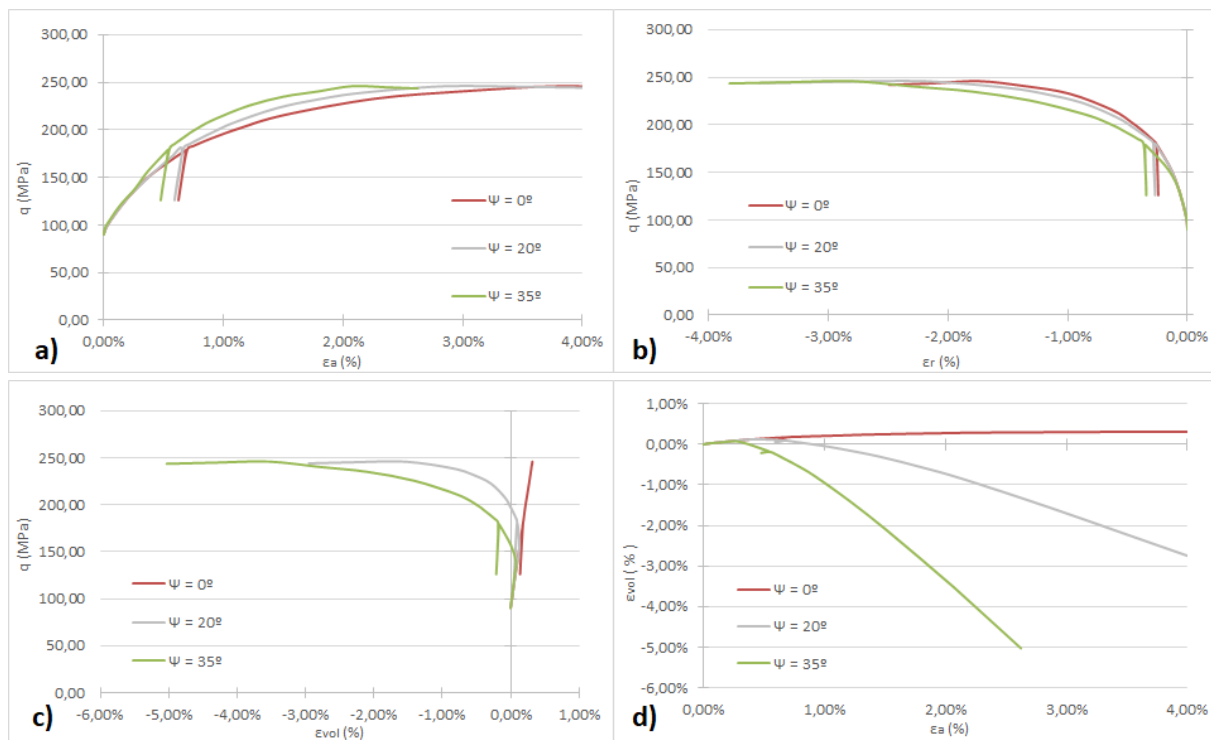 300,00
250,00
200,00
150,00
100,00
50,00
0,00
q (MPa)
0,00% 1,00% 2,00% 3,00% 4,00%
εa (%)
Ψ = 0º
Ψ = 20º
Ψ = 35º
a)
300,00
250,00
200,00
150,00
100,00
50,00
0,00
q (MPa)
-4,00% -3,00% -2,00% -1,00% 0,00%
εr (%)
Ψ = 0º
Ψ = 20º
Ψ = 35º
b)
300,00
250,00
200,00
150,00
100,00
50,00
0,00
q (MPa)
-6,00% -5,00% -4,00% -3,00% -2,00% -1,00% 0,00% 1,00%
εvol (%)
Ψ = 0º
Ψ = 20º
Ψ = 35º
c)
1,00%
0,00%
-1,00%
-2,00%
-3,00%
-4,00%
-5,00%
-6,00%
εvol ( % )
0,00% 1,00% 2,00% 3,00% 4,00%
εa (%)
Ψ = 0º
Ψ = 20º
Ψ = 35º
d)